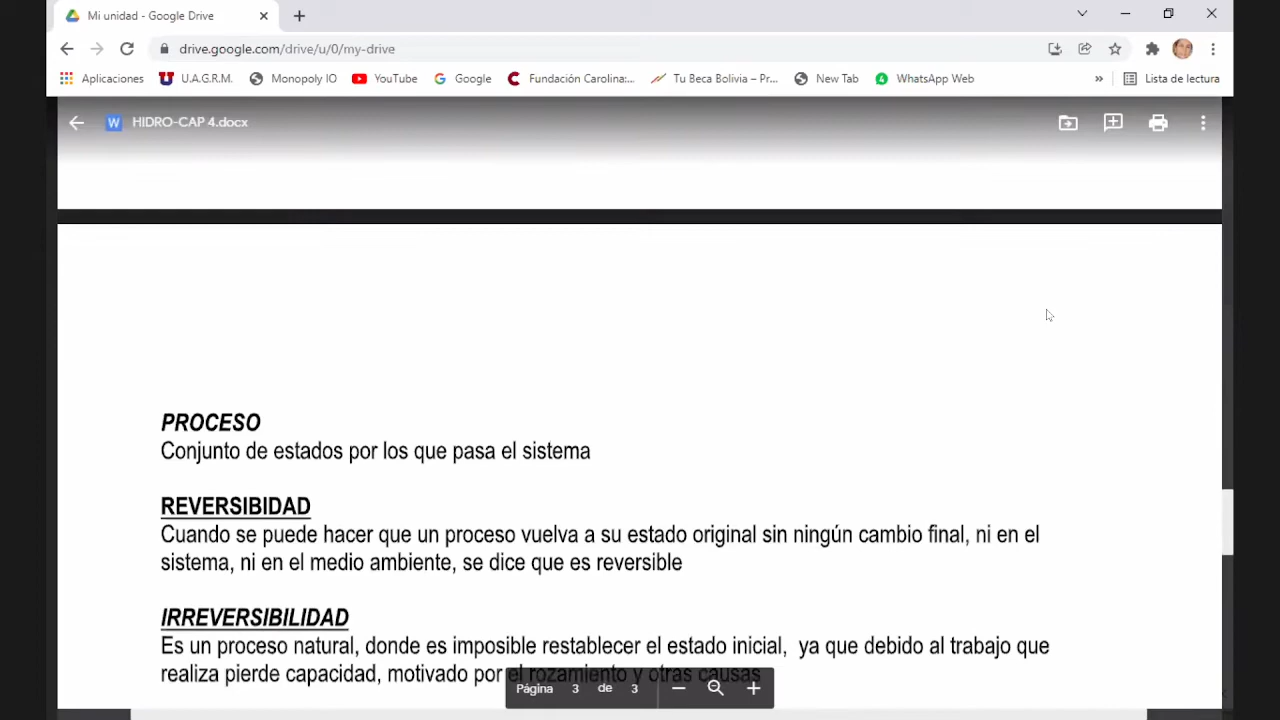 Mi unidad - Google Drive
drive.google.com/drive/u/0/my-drive
Aplicaciones U.A.G.R.M. Monopoly IO YouTube Google Fundación Carolina:... Tu Beca Bolivia – Pr... New Tab WhatsApp Web » Lista de lectura
W HIDRO-CAP 4.docx
PROCESO
Conjunto de estados por los que pasa el sistema
REVERSIBIDAD
Cuando se puede hacer que un proceso vuelva a su estado original sin ningún cambio final, ni en el
sistema, ni en el medio ambiente, se dice que es reversible
IRREVERSIBILIDAD
Es un proceso natural, donde es imposible restablecer el estado inicial, ya que debido al trabajo que
realiza pierde capacidad, motivado por el rozamiento y otras causas
Página 3 de 3